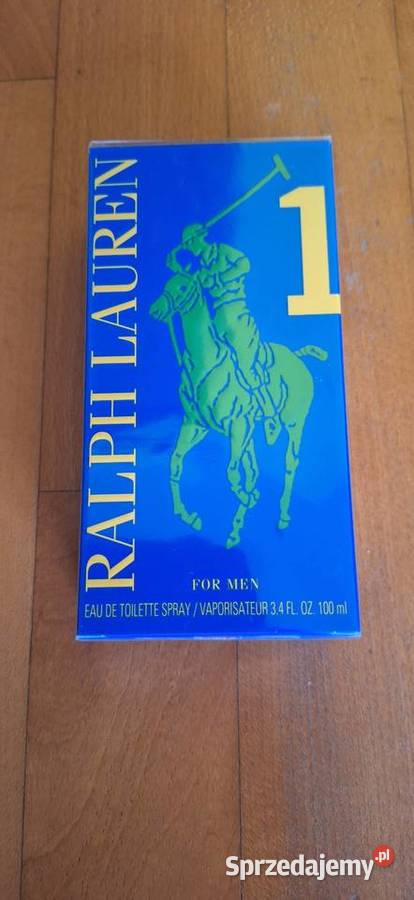 RALPH LAUREN
1
FOR MEN
EAU DE TOILETTE SPRAY / VAPORISATEUR 3.4 FL. OZ. 100 ml
Sprzedajemy.pl